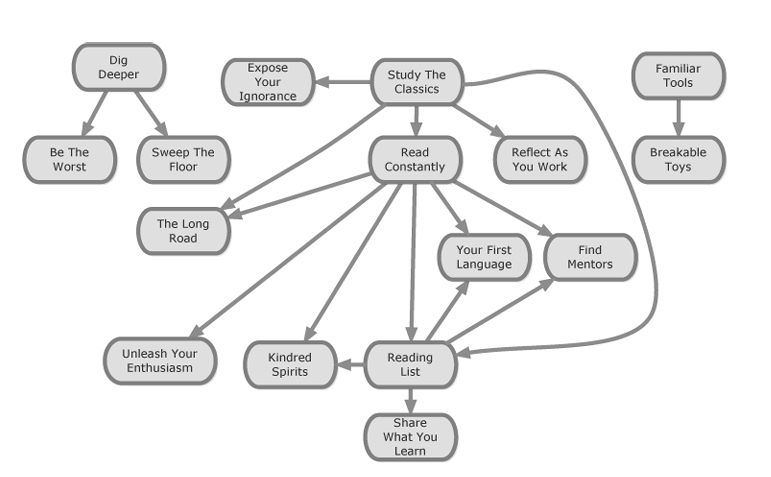 Dig
Deeper
Expose
Your
Ignorance
Study The
Classics
Familiar
Tools
Be The
Worst
Sweep The
Floor
Read
Constantly
Reflect As
You Work
Breakable
Toys
The Long
Road
Your First
Language
Find
Mentors
Unleash Your
Enthusiasm
Kindred
Spirits
Reading
List
Share
What You
Learn